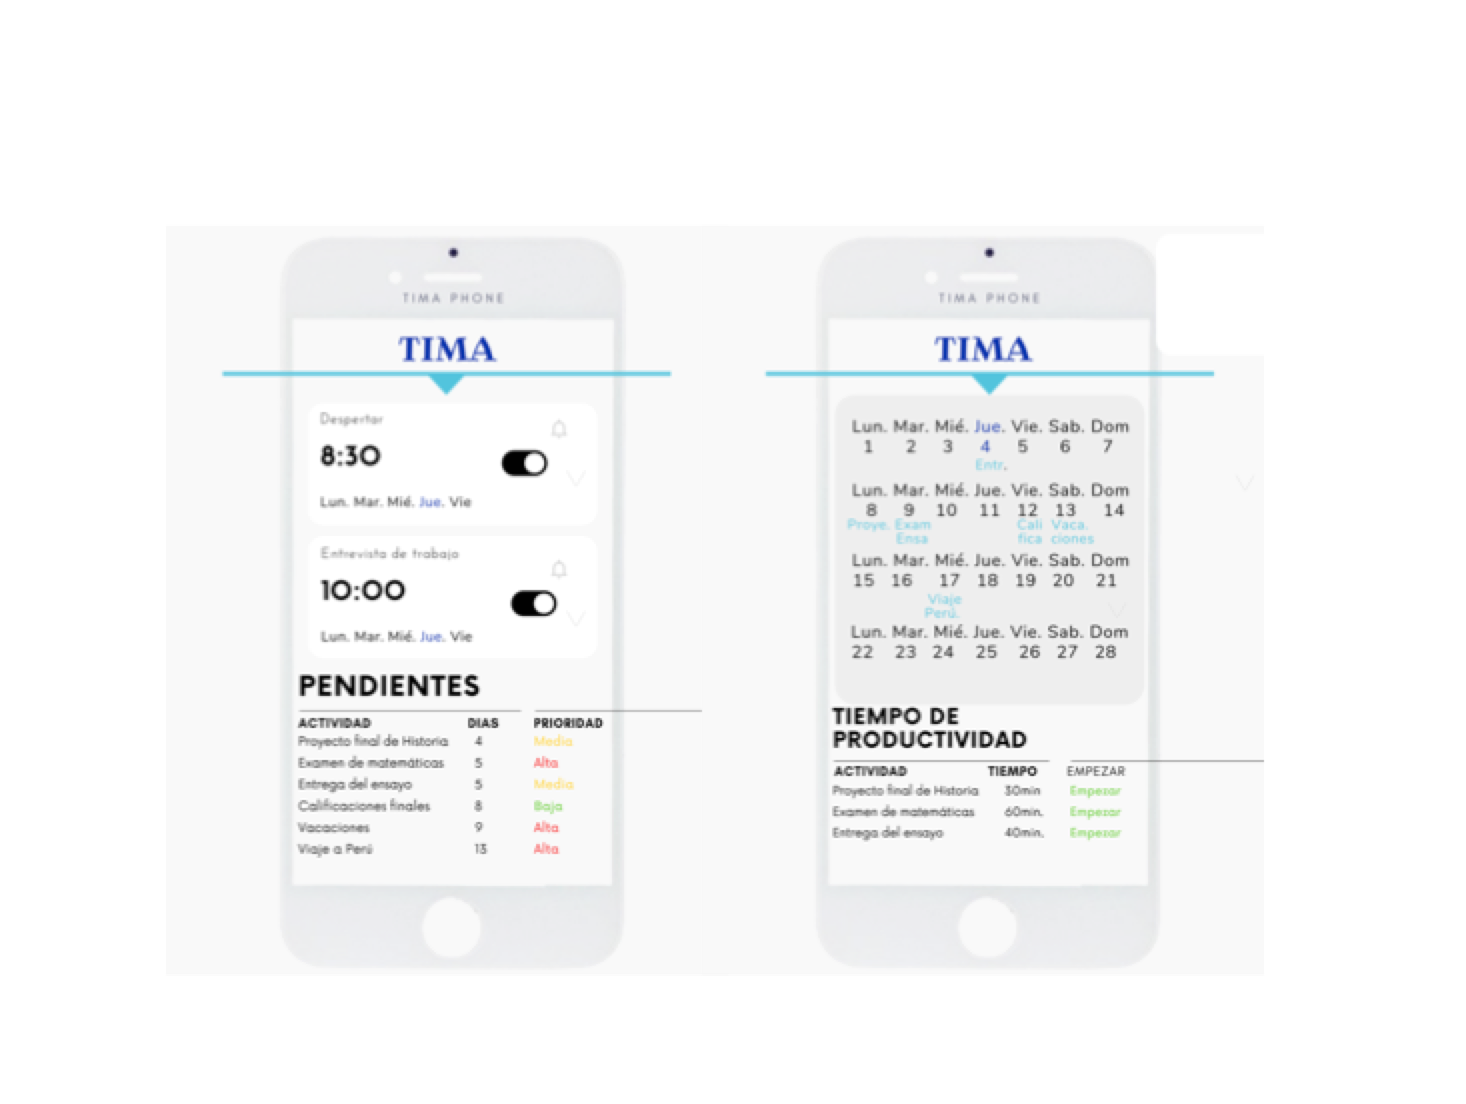 TIMA PHONE
TIMA
Despertar
8:30
Lun. Mar. Mié. Jue. Vie
Entrevista de trabajo
10:00
Lun. Mar. Mié. Jue. Vie
PENDIENTES
ACTIVIDAD DIAS PRIORIDAD
Proyecto final de Historia 4 Media
Examen de matemáticas 5 Alta
Entrega del ensayo 5 Media
Calificaciones finales 8 Baja
Vacaciones 9 Alta
Viaje a Perú 13 Alta
TIMA PHONE
TIMA
Lun. Mar. Mié. Jue. Vie. Sab. Dom
1 2 3 4 5 6 7
Entr.
Lun. Mar. Mié. Jue. Vie. Sab. Dom
8 9 10 11 12 13 14
Proye. Exam Cali Vaca.
Ensa fica ciones
Lun. Mar. Mié. Jue. Vie. Sab. Dom
15 16 17 18 19 20 21
Viaje
Perú.
Lun. Mar. Mié. Jue. Vie. Sab. Dom
22 23 24 25 26 27 28
TIEMPO DE
PRODUCTIVIDAD
ACTIVIDAD TIEMPO EMPEZAR
Proyecto final de Historia 30min Empezar
Examen de matemáticas 60min. Empezar
Entrega del ensayo 40min. Empezar